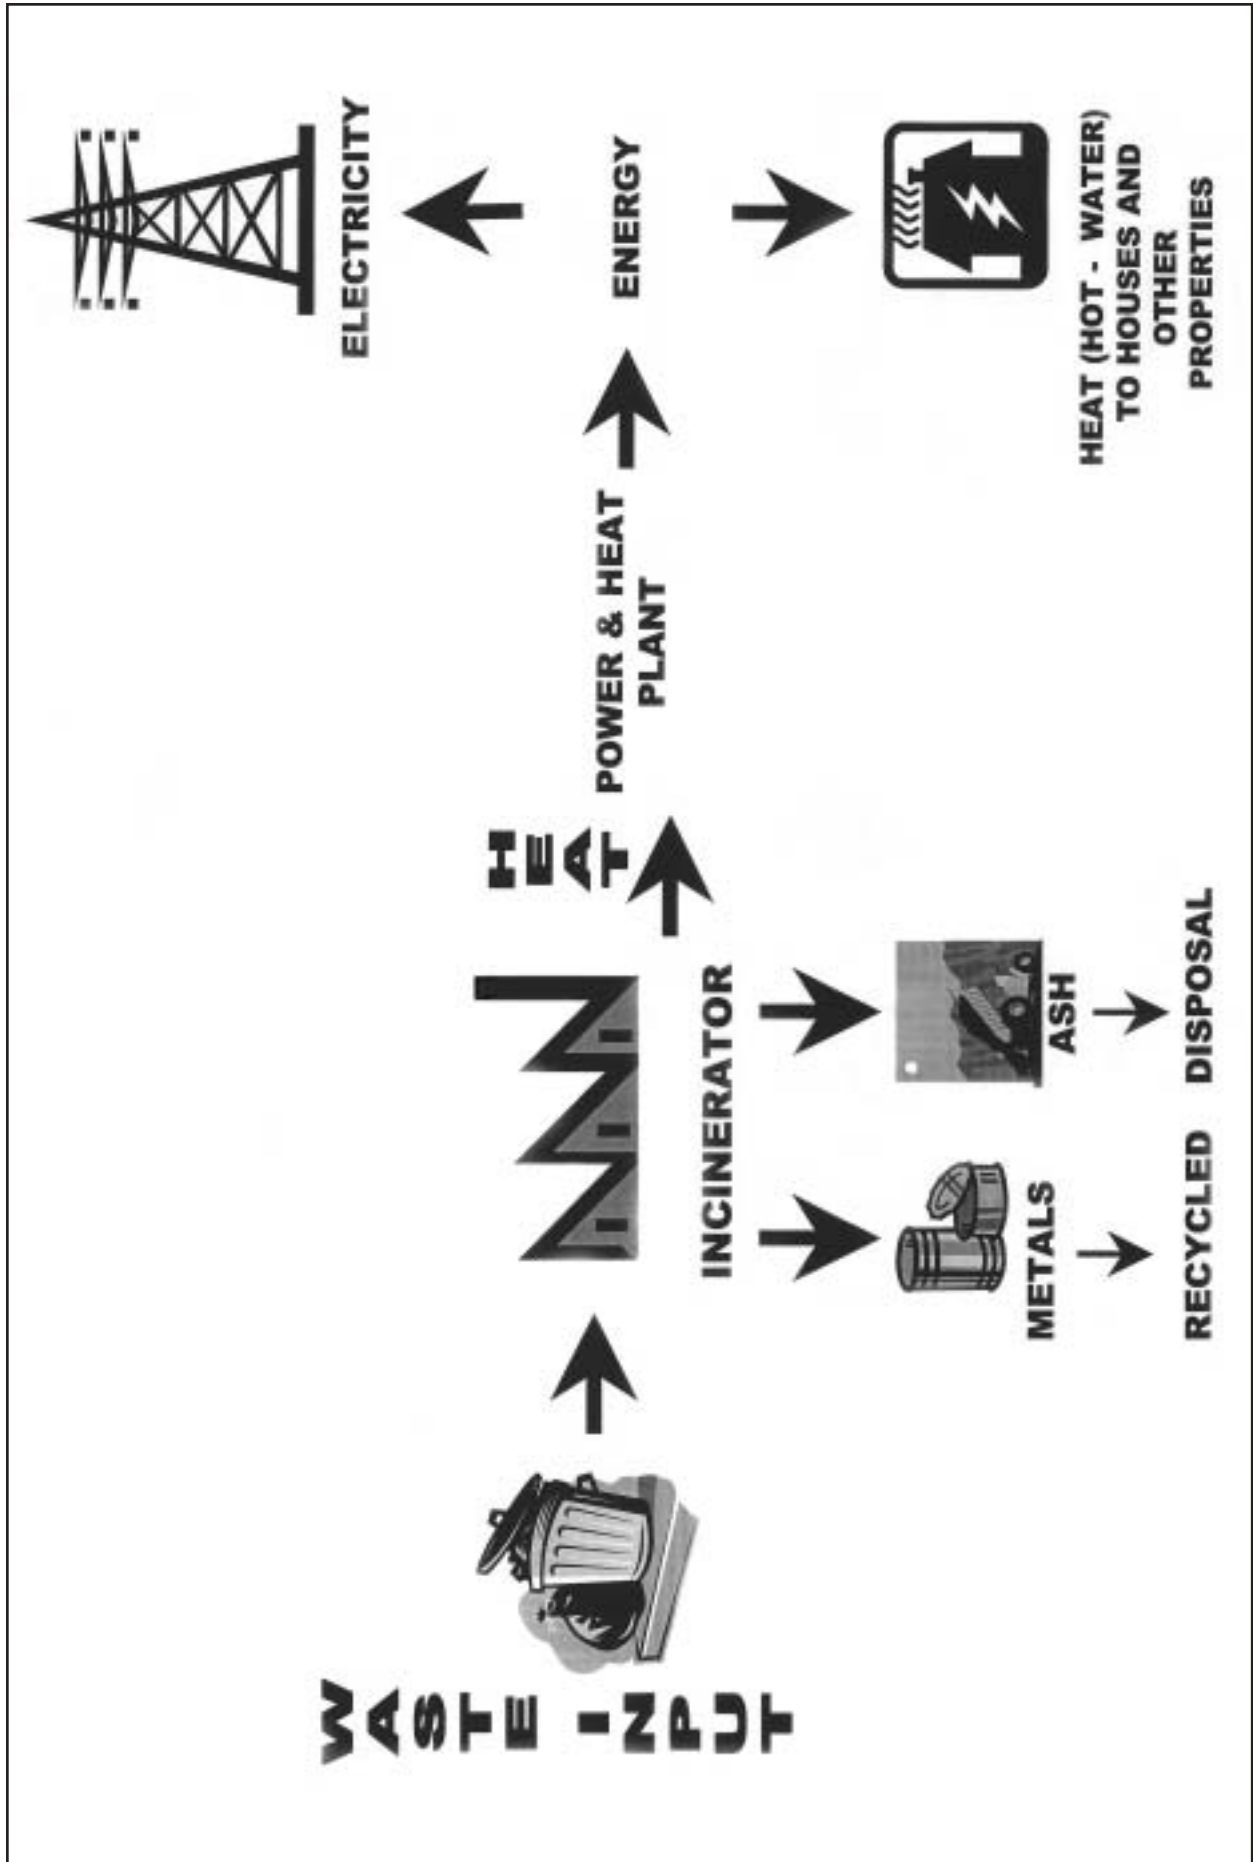 WASTE INPUT
INCINERATOR
HEAT
METALS
RECYCLED
ASH
DISPOSAL
POWER & HEAT
PLANT
ENERGY
ELECTRICITY
HEAT (HOT - WATER)
TO HOUSES AND
OTHER
PROPERTIES